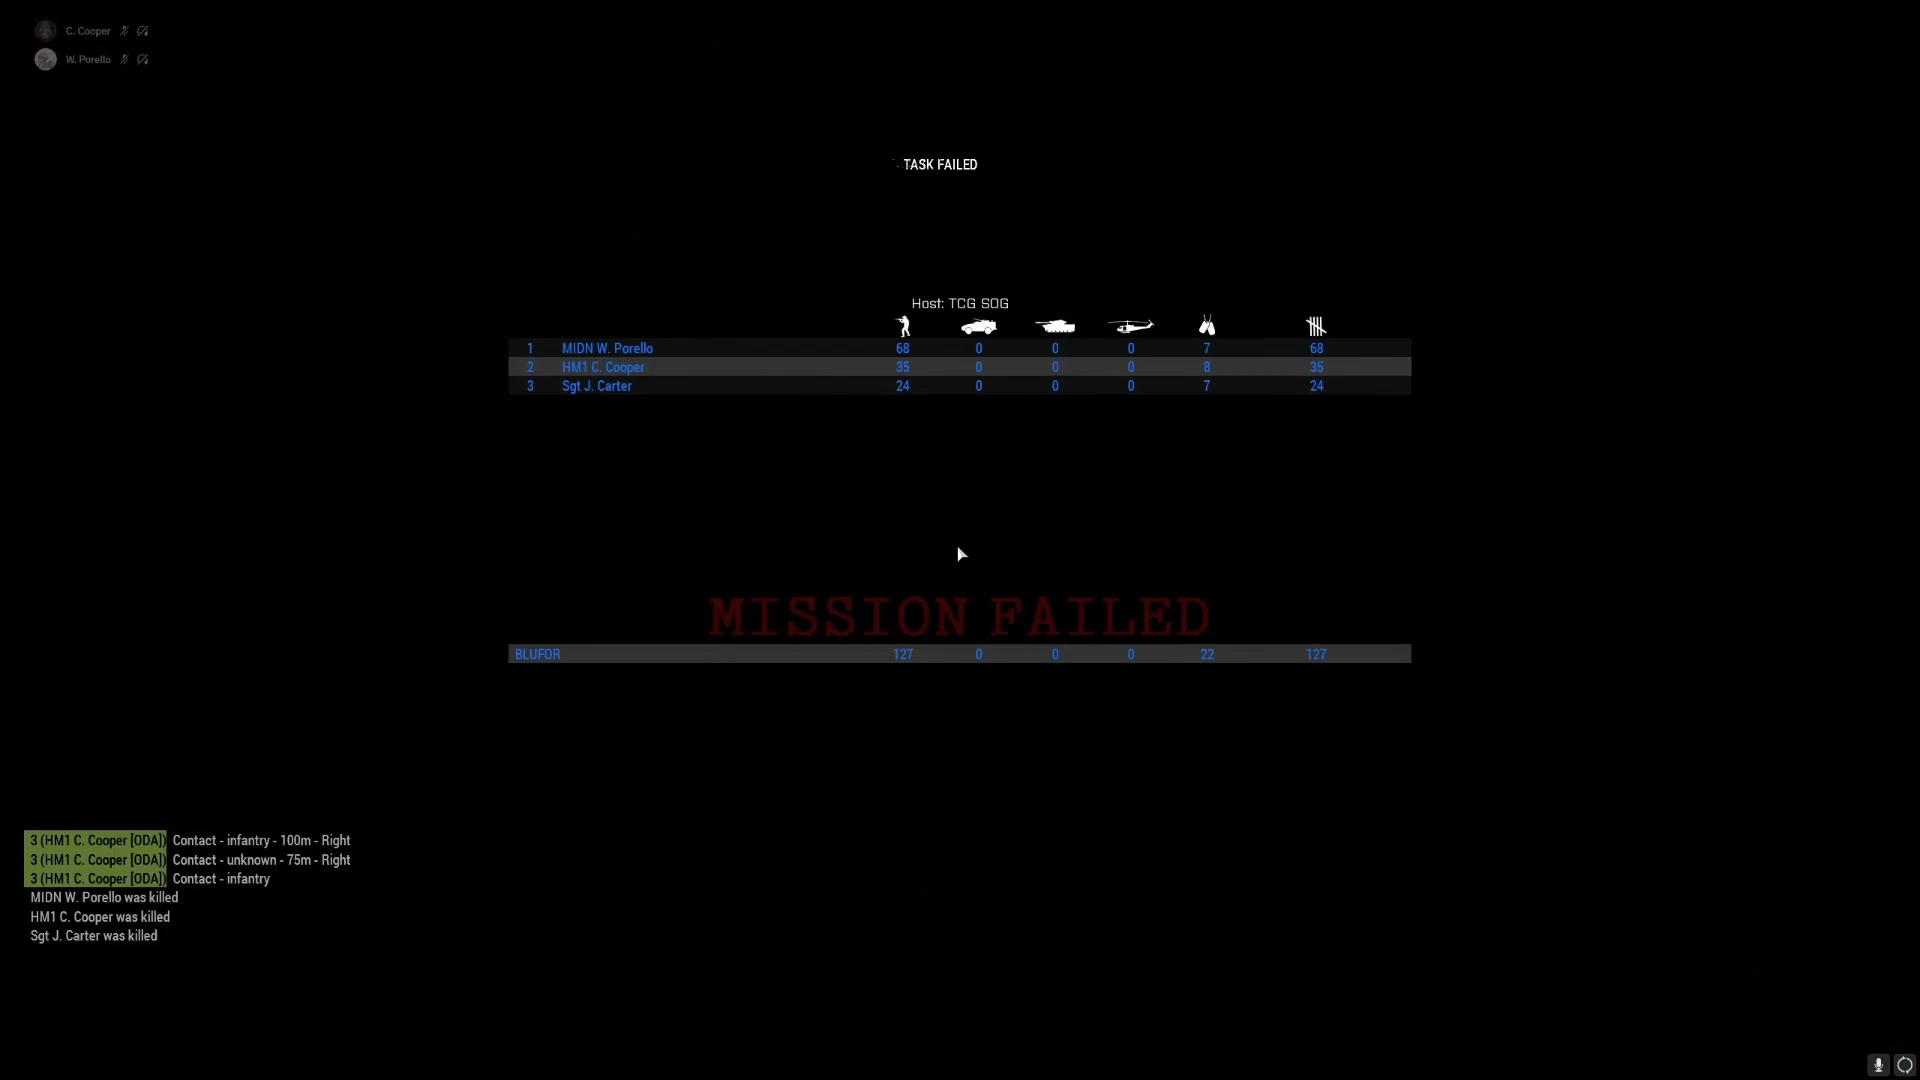 C. Cooper
W. Porello
TASK FAILED
Host: TCG SOG
1 MIDN W. Porello 68 0 0 0 7 68
2 HM1 C. Cooper 35 0 0 0 8 35
3 Sgt J. Carter 24 0 0 0 7 24
MISSION FAILED
BLUFOR 127 0 0 0 22 127
3 (HM1 C. Cooper [ODA]) Contact - infantry - 100m - Right
3 (HM1 C. Cooper [ODA]) Contact - unknown - 75m - Right
3 (HM1 C. Cooper [ODA]) Contact - infantry
MIDN W. Porello was killed
HM1 C. Cooper was killed
Sgt J. Carter was killed